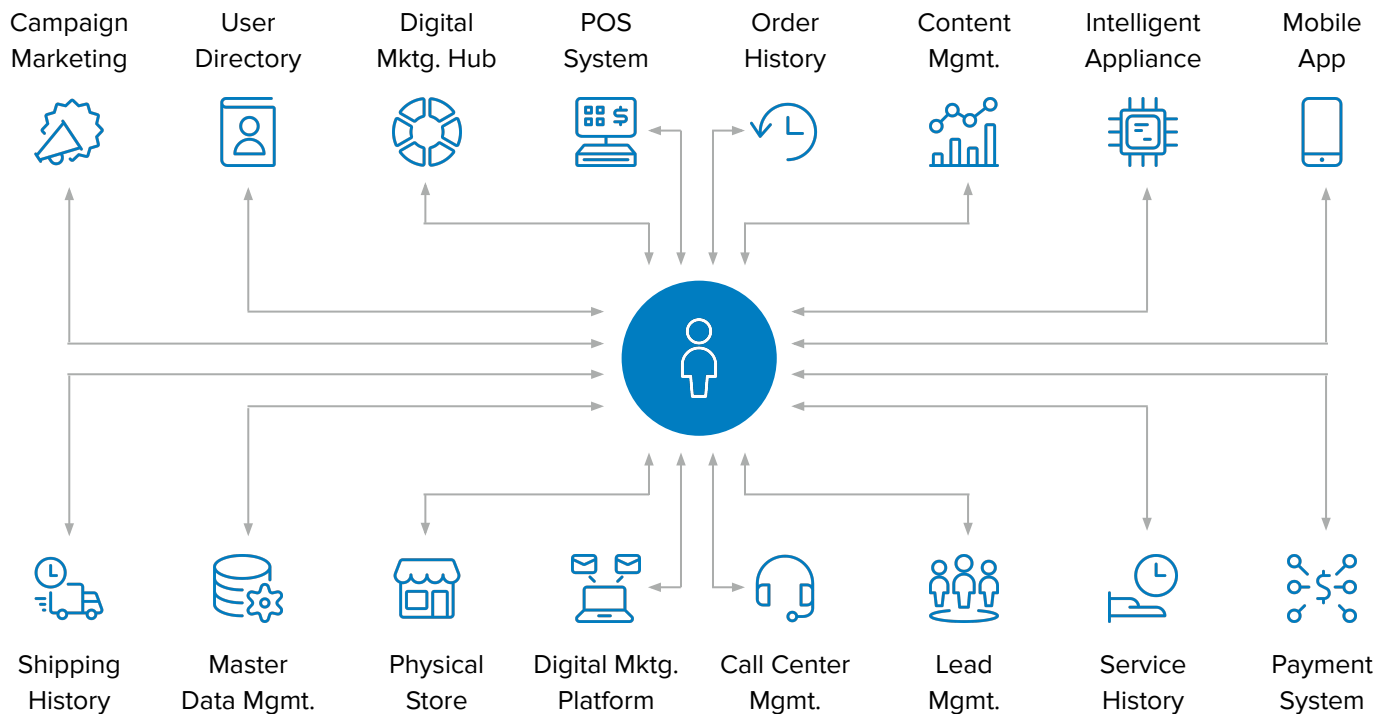 Campaign
Marketing
User
Directory
Digital
Mktg. Hub
POS
System
Order
History
Content
Mgmt.
Intelligent
Appliance
Mobile
App
$
$
Shipping
History
Master
Data Mgmt.
Physical
Store
Digital Mktg.
Platform
Call Center
Mgmt.
Lead
Mgmt.
Service
History
Payment
System